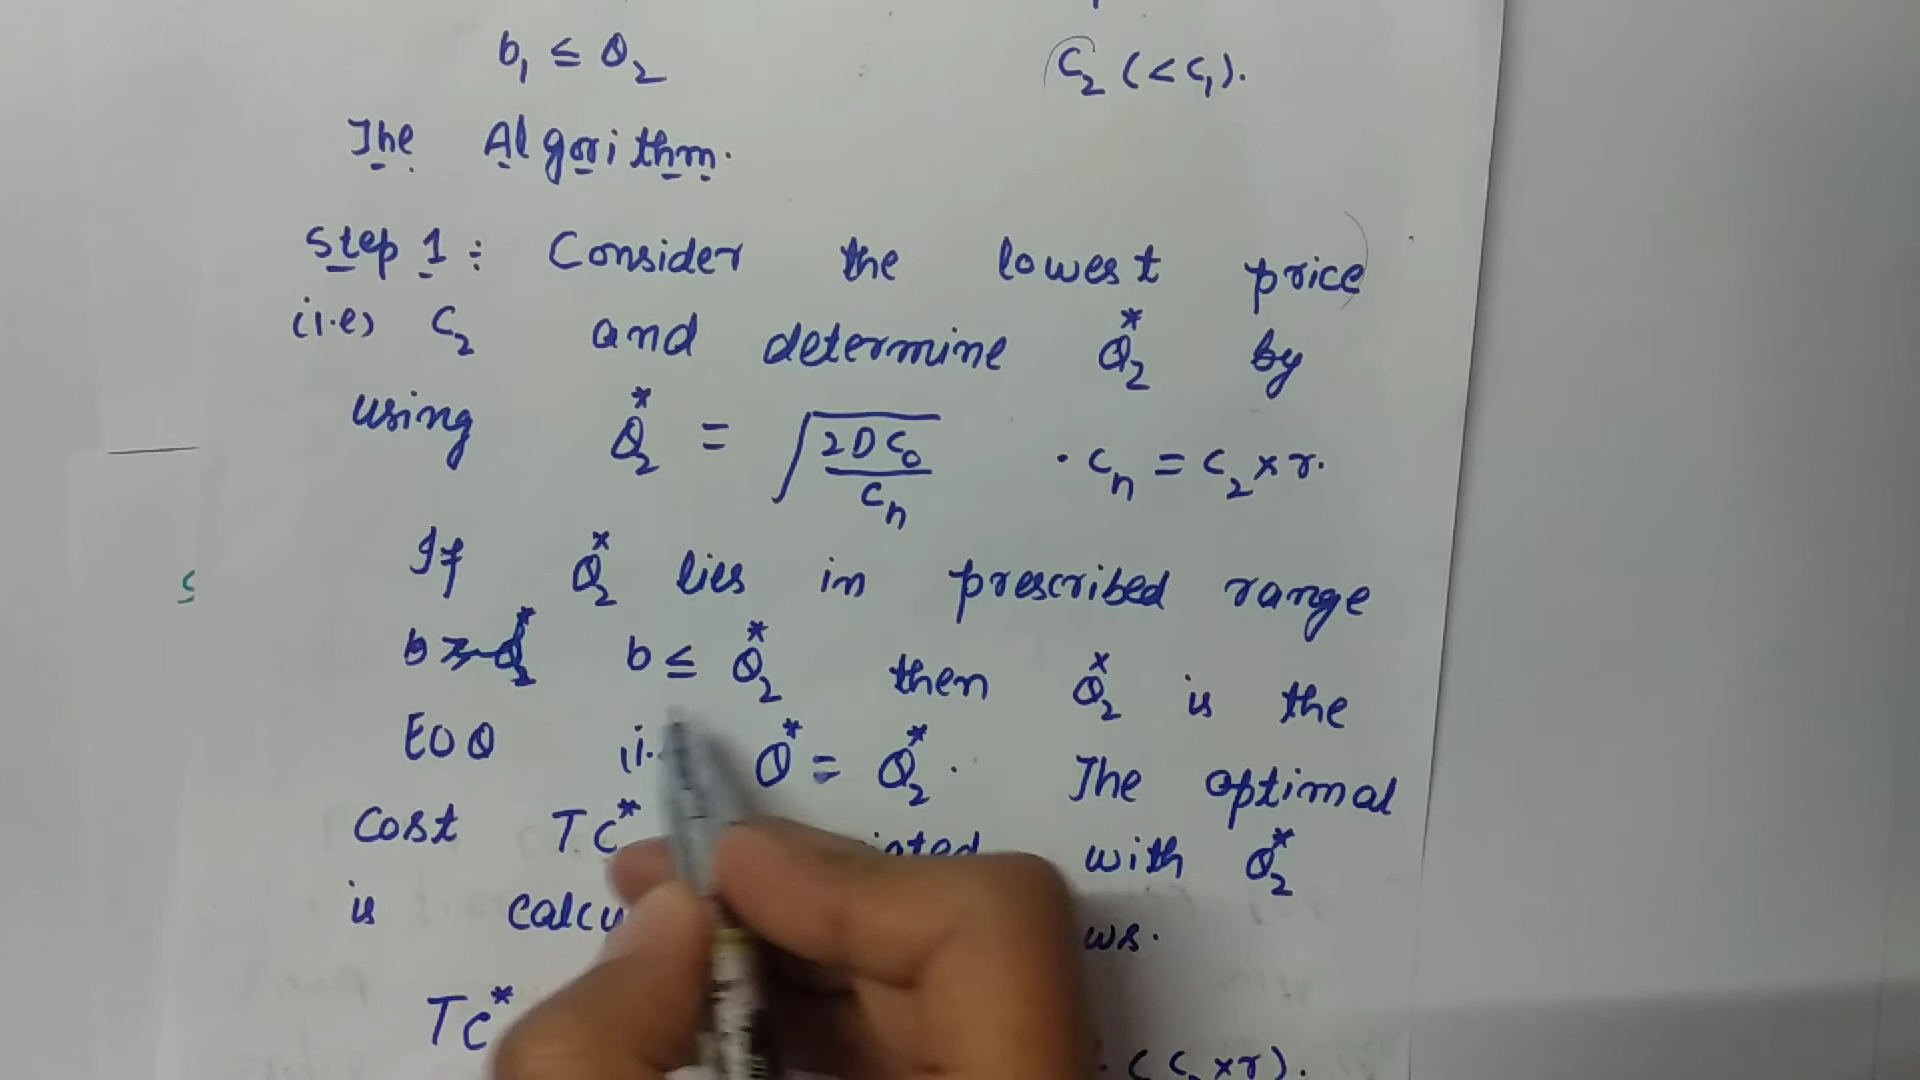 b₁ ≤ Q₂ C₂ (<C₁).
The Algorithm.
Step 1: Consider the lowest price
(i.e) C₂ and determine Q₂* by
using Q₂* = √(2DC₀/Cₕ) . Cₕ = C₂ × r.
If Q₂* lies in prescribed range
b ≤ Q₂* then Q₂* is the
EOQ (i. Q* = Q₂*. The optimal
Cost TC* with Q₂*
is calcu ws.
TC* (C₂ × r).